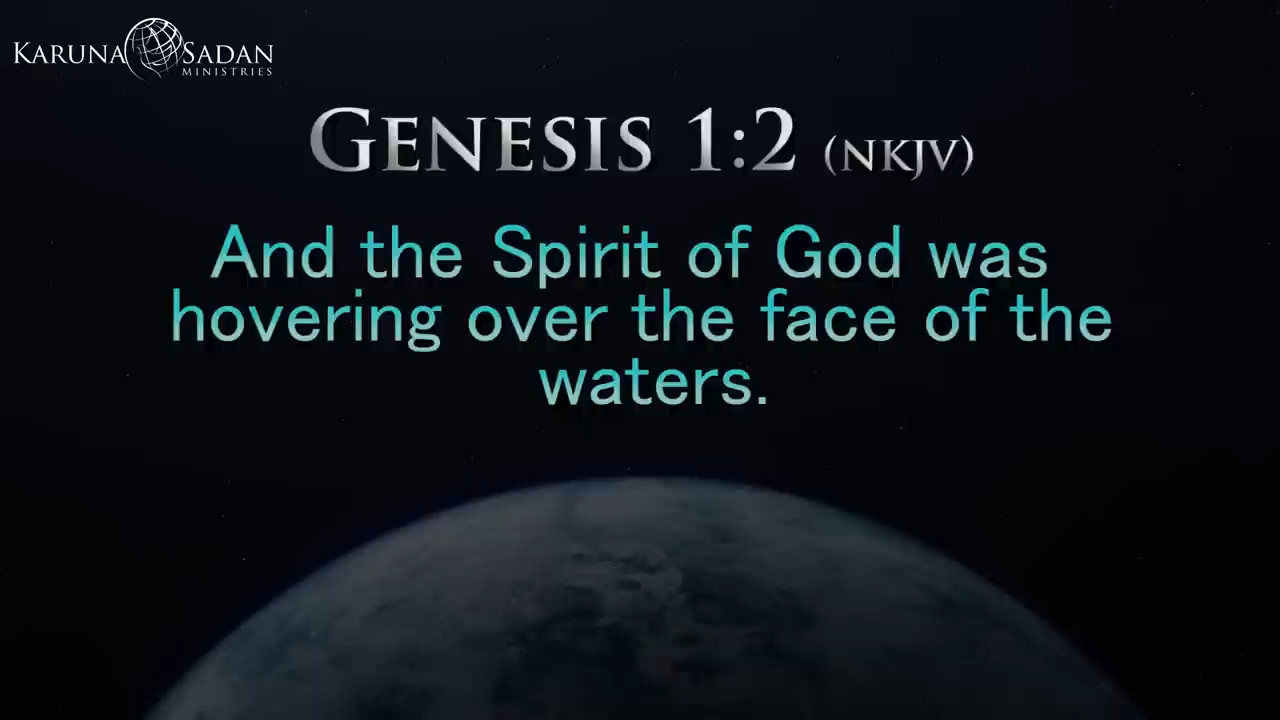 KARUNA SADAN
MINISTRIES
GENESIS 1:2 (NKJV)
And the Spirit of God was
hovering over the face of the
waters.